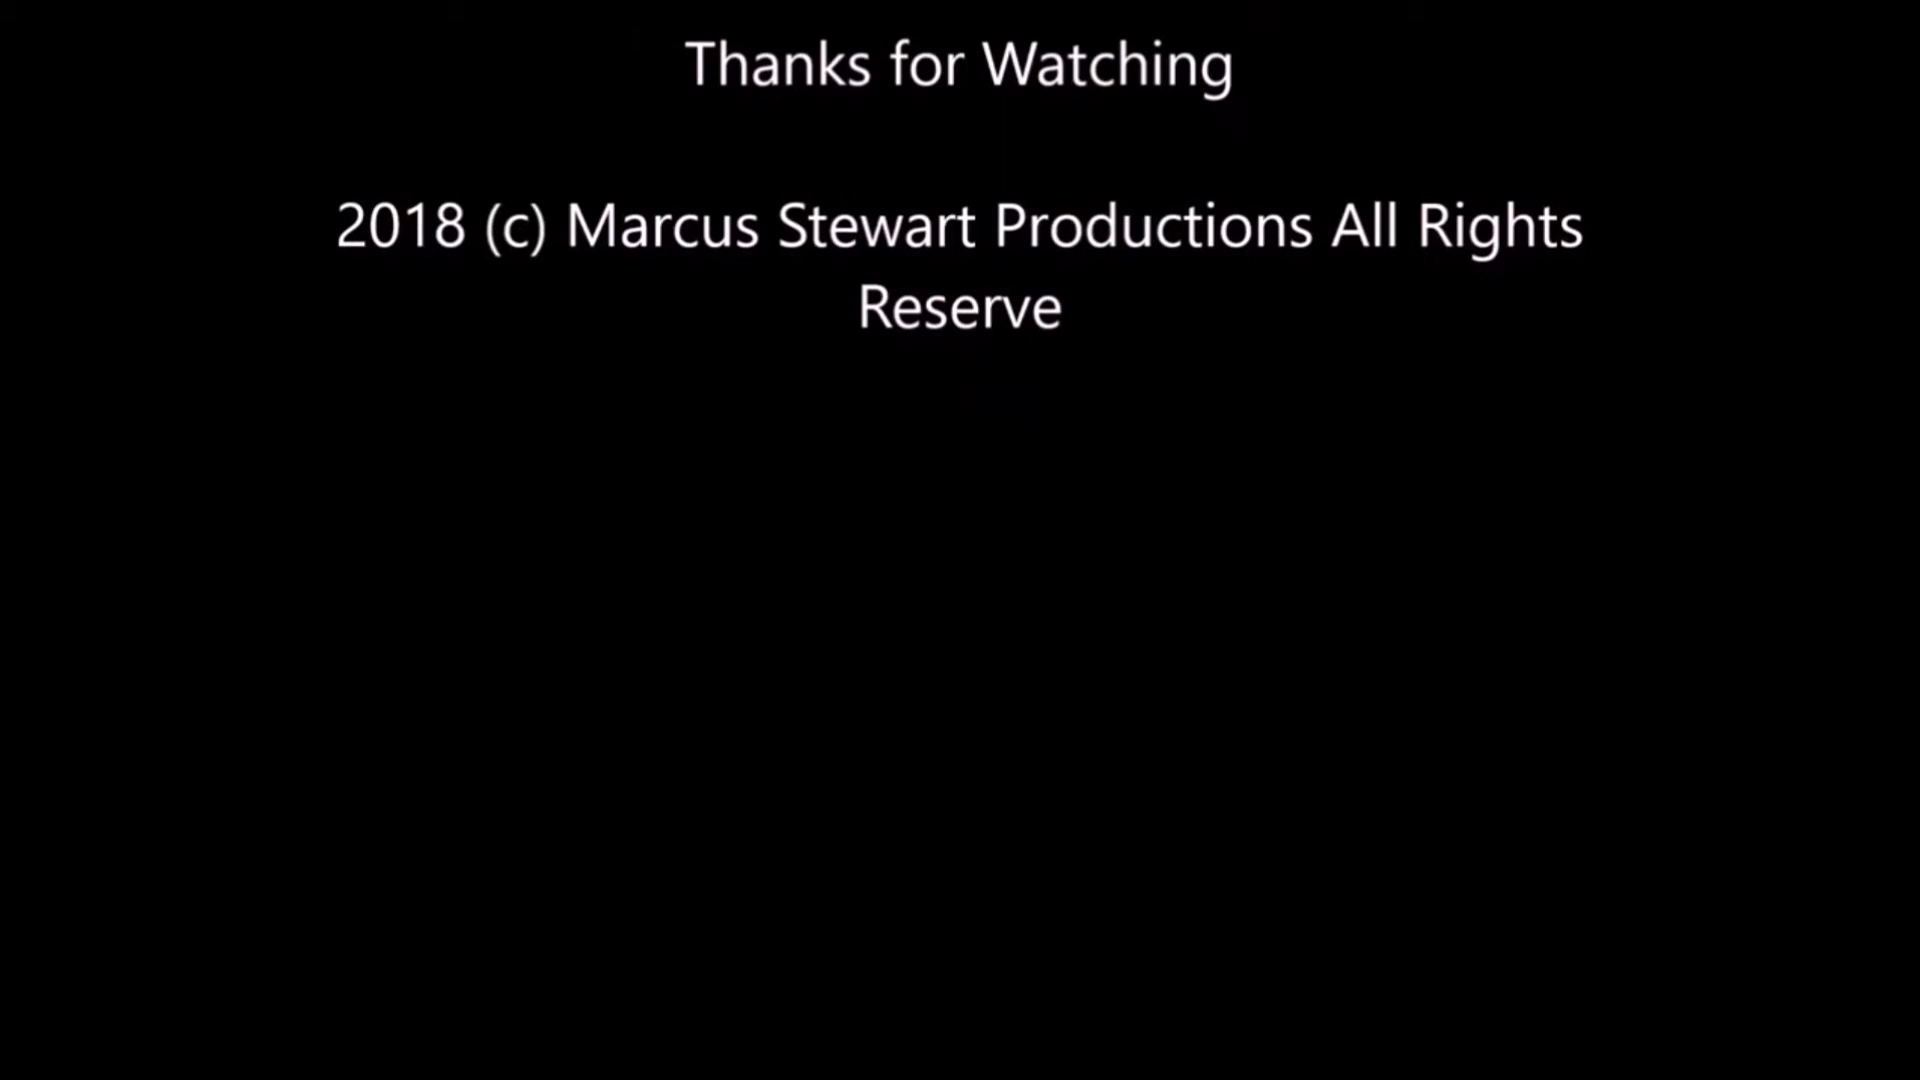 Thanks for Watching
2018 (c) Marcus Stewart Productions All Rights
Reserve